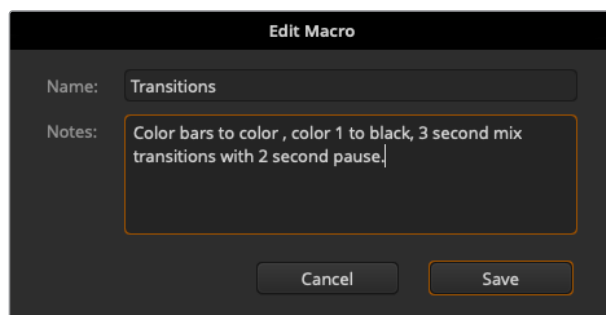 Edit Macro
Name: Transitions
Notes: Color bars to color , color 1 to black, 3 second mix
transitions with 2 second pause.
Cancel Save